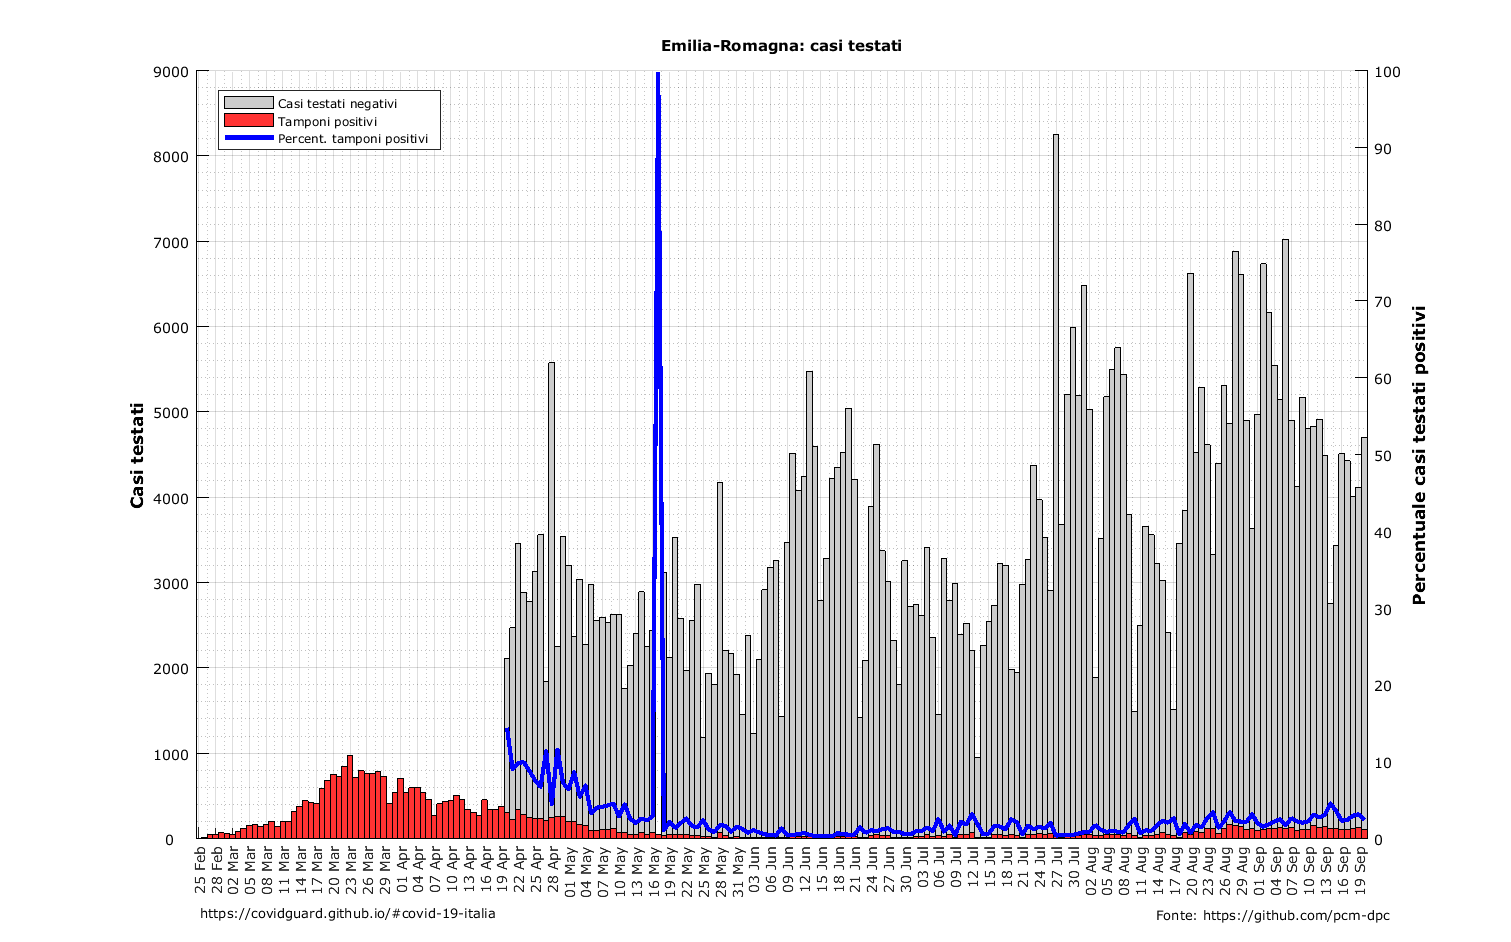 Emilia-Romagna: casi testati
Casi testati negativi
Tamponi positivi
Percent. tamponi positivi
Casi testati
9000
8000
7000
6000
5000
4000
3000
2000
1000
0
100
90
80
70
60
50
40
30
20
10
0
Percentuale casi testati positivi
25 Feb
28 Feb
02 Mar
05 Mar
08 Mar
11 Mar
14 Mar
17 Mar
20 Mar
23 Mar
26 Mar
29 Mar
01 Apr
04 Apr
07 Apr
10 Apr
13 Apr
16 Apr
19 Apr
22 Apr
25 Apr
28 Apr
01 May
04 May
07 May
10 May
13 May
16 May
19 May
22 May
25 May
28 May
31 May
03 Jun
06 Jun
09 Jun
12 Jun
15 Jun
18 Jun
21 Jun
24 Jun
27 Jun
30 Jun
03 Jul
06 Jul
09 Jul
12 Jul
15 Jul
18 Jul
21 Jul
24 Jul
27 Jul
30 Jul
02 Aug
05 Aug
08 Aug
11 Aug
14 Aug
17 Aug
20 Aug
23 Aug
26 Aug
29 Aug
01 Sep
04 Sep
07 Sep
10 Sep
13 Sep
16 Sep
19 Sep
https://covidguard.github.io/#covid-19-italia
Fonte: https://github.com/pcm-dpc